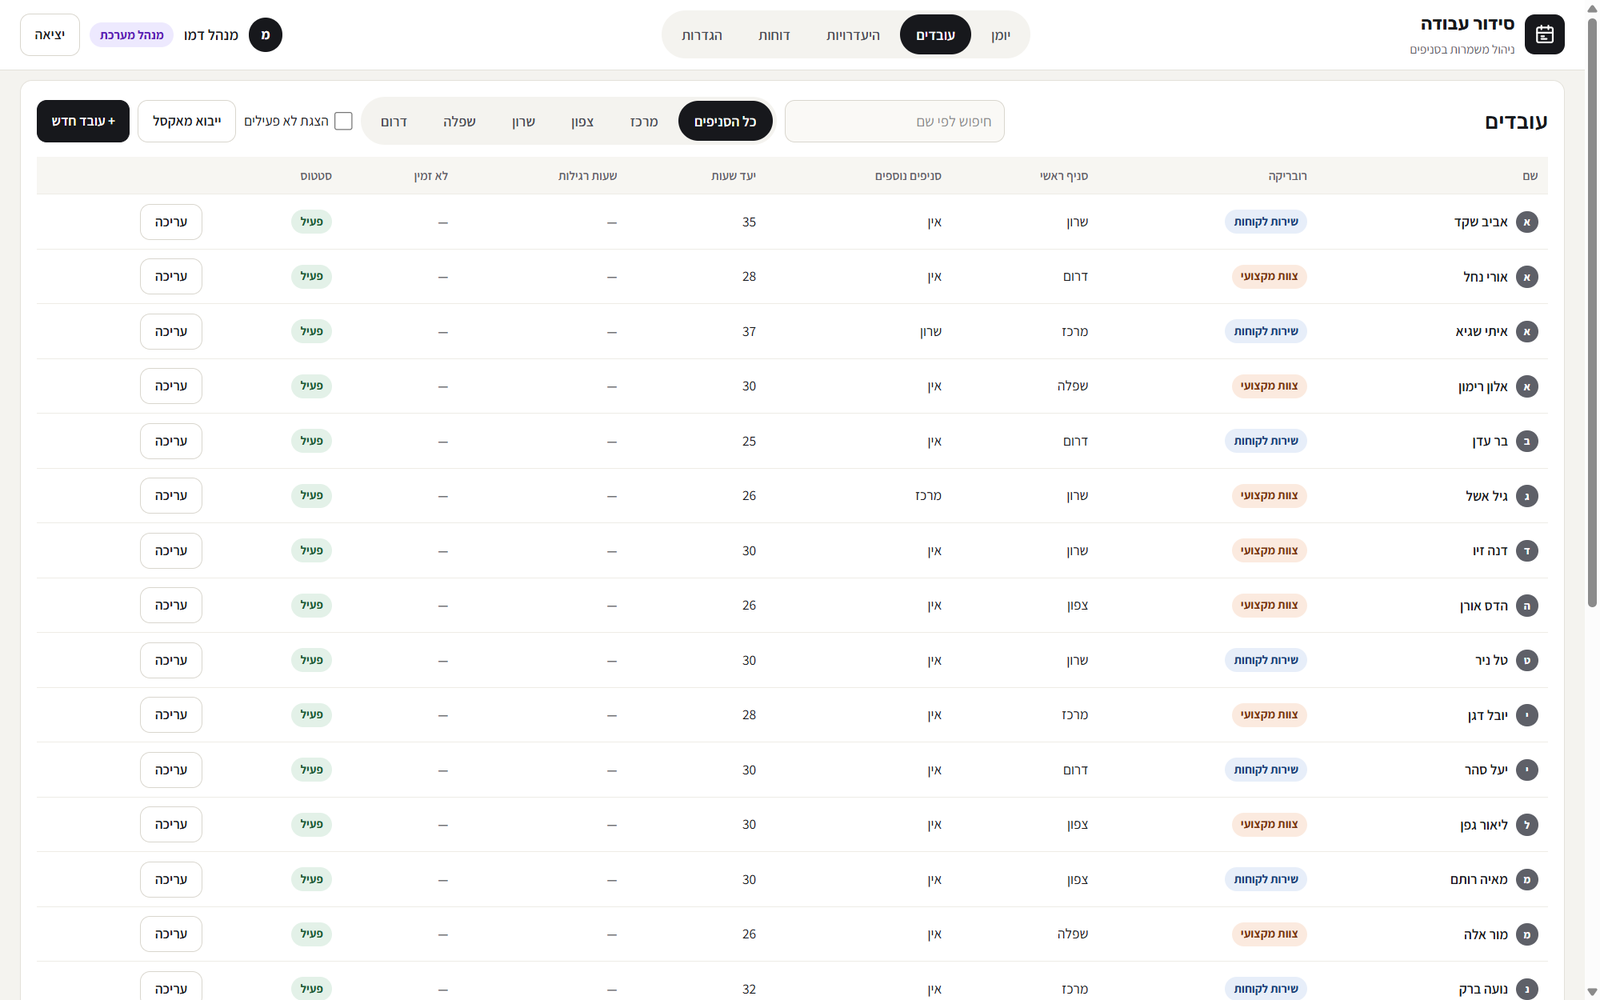 סידור עבודה
ניהול משמרות בסניפים
יומן עובדים היעדרויות דוחות הגדרות
מ מנהל דמו מנהל מערכת יציאה
עובדים
חיפוש לפי שם
כל הסניפים מרכז צפון שרון שפלה דרום
הצגת לא פעילים
ייבוא מאקסל
+ עובד חדש
שם רובריקה סניף ראשי סניפים נוספים יעד שעות שעות רגילות לא זמין סטטוס
א אביב שקד שירות לקוחות שרון אין 35 — — פעיל עריכה
א אורי נחל צוות מקצועי דרום אין 28 — — פעיל עריכה
א איתי שגיא שירות לקוחות מרכז שרון 37 — — פעיל עריכה
א אלון רימון צוות מקצועי שפלה אין 30 — — פעיל עריכה
ב בר עדן שירות לקוחות דרום אין 25 — — פעיל עריכה
ג גיל אשל צוות מקצועי שרון מרכז 26 — — פעיל עריכה
ד דנה זיו צוות מקצועי שרון אין 30 — — פעיל עריכה
ה הדס אורן צוות מקצועי צפון אין 26 — — פעיל עריכה
ט טל ניר שירות לקוחות שרון אין 30 — — פעיל עריכה
י יובל דגן צוות מקצועי מרכז אין 28 — — פעיל עריכה
י יעל סהר שירות לקוחות דרום אין 30 — — פעיל עריכה
ל ליאור גפן צוות מקצועי צפון אין 30 — — פעיל עריכה
מ מאיה רותם שירות לקוחות צפון אין 30 — — פעיל עריכה
מ מור אלה צוות מקצועי שפלה אין 26 — — פעיל עריכה
נ נועה ברק שירות לקוחות מרכז אין 32 — — פעיל עריכה